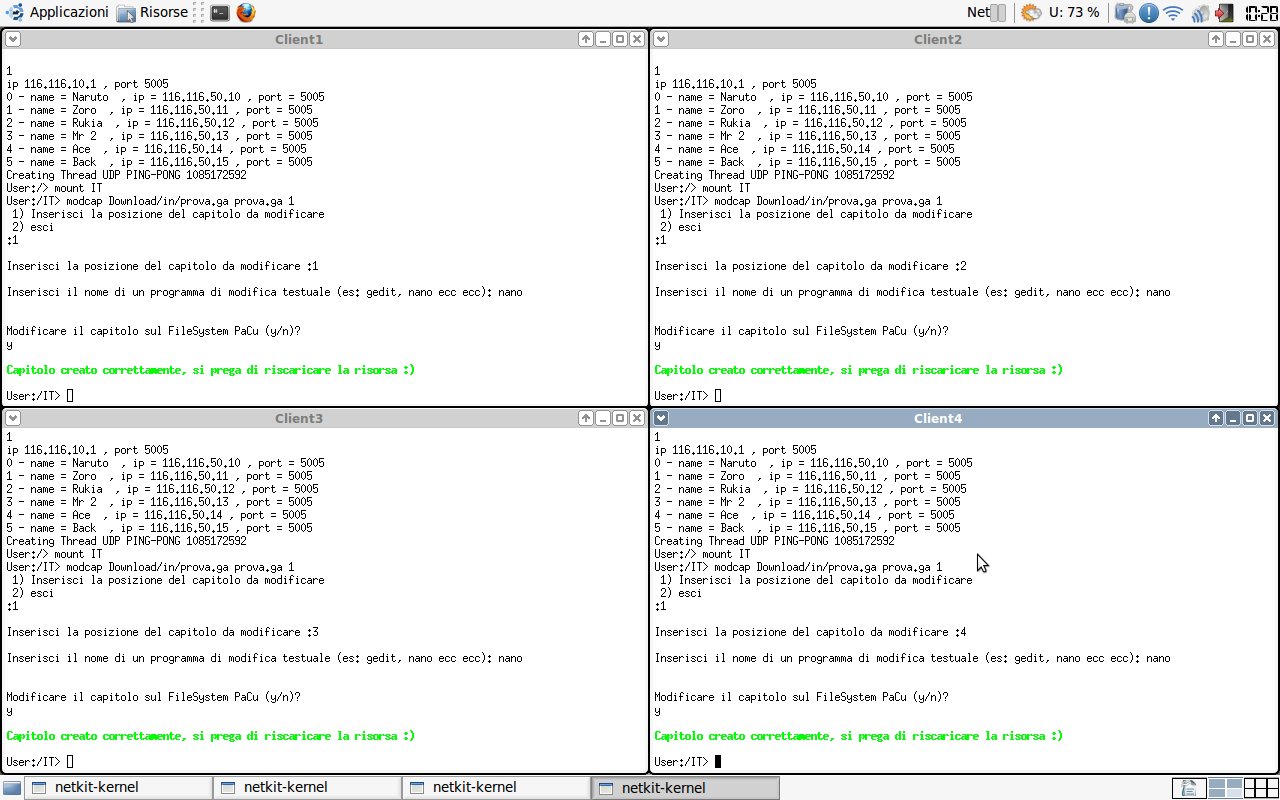 Applicazioni Risorse Net U: 73 % 10:28
Client1
1
ip 116.116.10.1 , port 5005
0 - name = Naruto , ip = 116.116.50.10 , port = 5005
1 - name = Zoro , ip = 116.116.50.11 , port = 5005
2 - name = Rukia , ip = 116.116.50.12 , port = 5005
3 - name = Mr 2 , ip = 116.116.50.13 , port = 5005
4 - name = Ace , ip = 116.116.50.14 , port = 5005
5 - name = Back , ip = 116.116.50.15 , port = 5005
Creating Thread UDP PING-PONG 1085172592
User:/> mount IT
User:/IT> modcap Download/in/prova.ga prova.ga 1
1) Inserisci la posizione del capitolo da modificare
2) esci
:1
Inserisci la posizione del capitolo da modificare :1
Inserisci il nome di un programma di modifica testuale (es: gedit, nano ecc ecc): nano
Modificare il capitolo sul FileSystem PaCu (y/n)?
y
Capitolo creato correttamente, si prega di riscaricare la risorsa :)
User:/IT>
Client2
1
ip 116.116.10.1 , port 5005
0 - name = Naruto , ip = 116.116.50.10 , port = 5005
1 - name = Zoro , ip = 116.116.50.11 , port = 5005
2 - name = Rukia , ip = 116.116.50.12 , port = 5005
3 - name = Mr 2 , ip = 116.116.50.13 , port = 5005
4 - name = Ace , ip = 116.116.50.14 , port = 5005
5 - name = Back , ip = 116.116.50.15 , port = 5005
Creating Thread UDP PING-PONG 1085172592
User:/> mount IT
User:/IT> modcap Download/in/prova.ga prova.ga 1
1) Inserisci la posizione del capitolo da modificare
2) esci
:1
Inserisci la posizione del capitolo da modificare :2
Inserisci il nome di un programma di modifica testuale (es: gedit, nano ecc ecc): nano
Modificare il capitolo sul FileSystem PaCu (y/n)?
y
Capitolo creato correttamente, si prega di riscaricare la risorsa :)
User:/IT>
Client3
1
ip 116.116.10.1 , port 5005
0 - name = Naruto , ip = 116.116.50.10 , port = 5005
1 - name = Zoro , ip = 116.116.50.11 , port = 5005
2 - name = Rukia , ip = 116.116.50.12 , port = 5005
3 - name = Mr 2 , ip = 116.116.50.13 , port = 5005
4 - name = Ace , ip = 116.116.50.14 , port = 5005
5 - name = Back , ip = 116.116.50.15 , port = 5005
Creating Thread UDP PING-PONG 1085172592
User:/> mount IT
User:/IT> modcap Download/in/prova.ga prova.ga 1
1) Inserisci la posizione del capitolo da modificare
2) esci
:1
Inserisci la posizione del capitolo da modificare :3
Inserisci il nome di un programma di modifica testuale (es: gedit, nano ecc ecc): nano
Modificare il capitolo sul FileSystem PaCu (y/n)?
y
Capitolo creato correttamente, si prega di riscaricare la risorsa :)
User:/IT>
Client4
1
ip 116.116.10.1 , port 5005
0 - name = Naruto , ip = 116.116.50.10 , port = 5005
1 - name = Zoro , ip = 116.116.50.11 , port = 5005
2 - name = Rukia , ip = 116.116.50.12 , port = 5005
3 - name = Mr 2 , ip = 116.116.50.13 , port = 5005
4 - name = Ace , ip = 116.116.50.14 , port = 5005
5 - name = Back , ip = 116.116.50.15 , port = 5005
Creating Thread UDP PING-PONG 1085172592
User:/> mount IT
User:/IT> modcap Download/in/prova.ga prova.ga 1
1) Inserisci la posizione del capitolo da modificare
2) esci
:1
Inserisci la posizione del capitolo da modificare :4
Inserisci il nome di un programma di modifica testuale (es: gedit, nano ecc ecc): nano
Modificare il capitolo sul FileSystem PaCu (y/n)?
y
Capitolo creato correttamente, si prega di riscaricare la risorsa :)
User:/IT>
netkit-kernel netkit-kernel netkit-kernel netkit-kernel